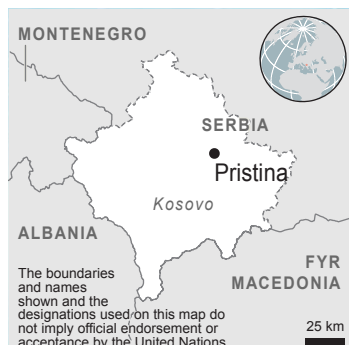 MONTENEGRO
SERBIA
Pristina
Kosovo
ALBANIA
FYR
MACEDONIA
The boundaries
and names
shown and the
designations used on this map do
not imply official endorsement or
acceptance by the United Nations
25 km